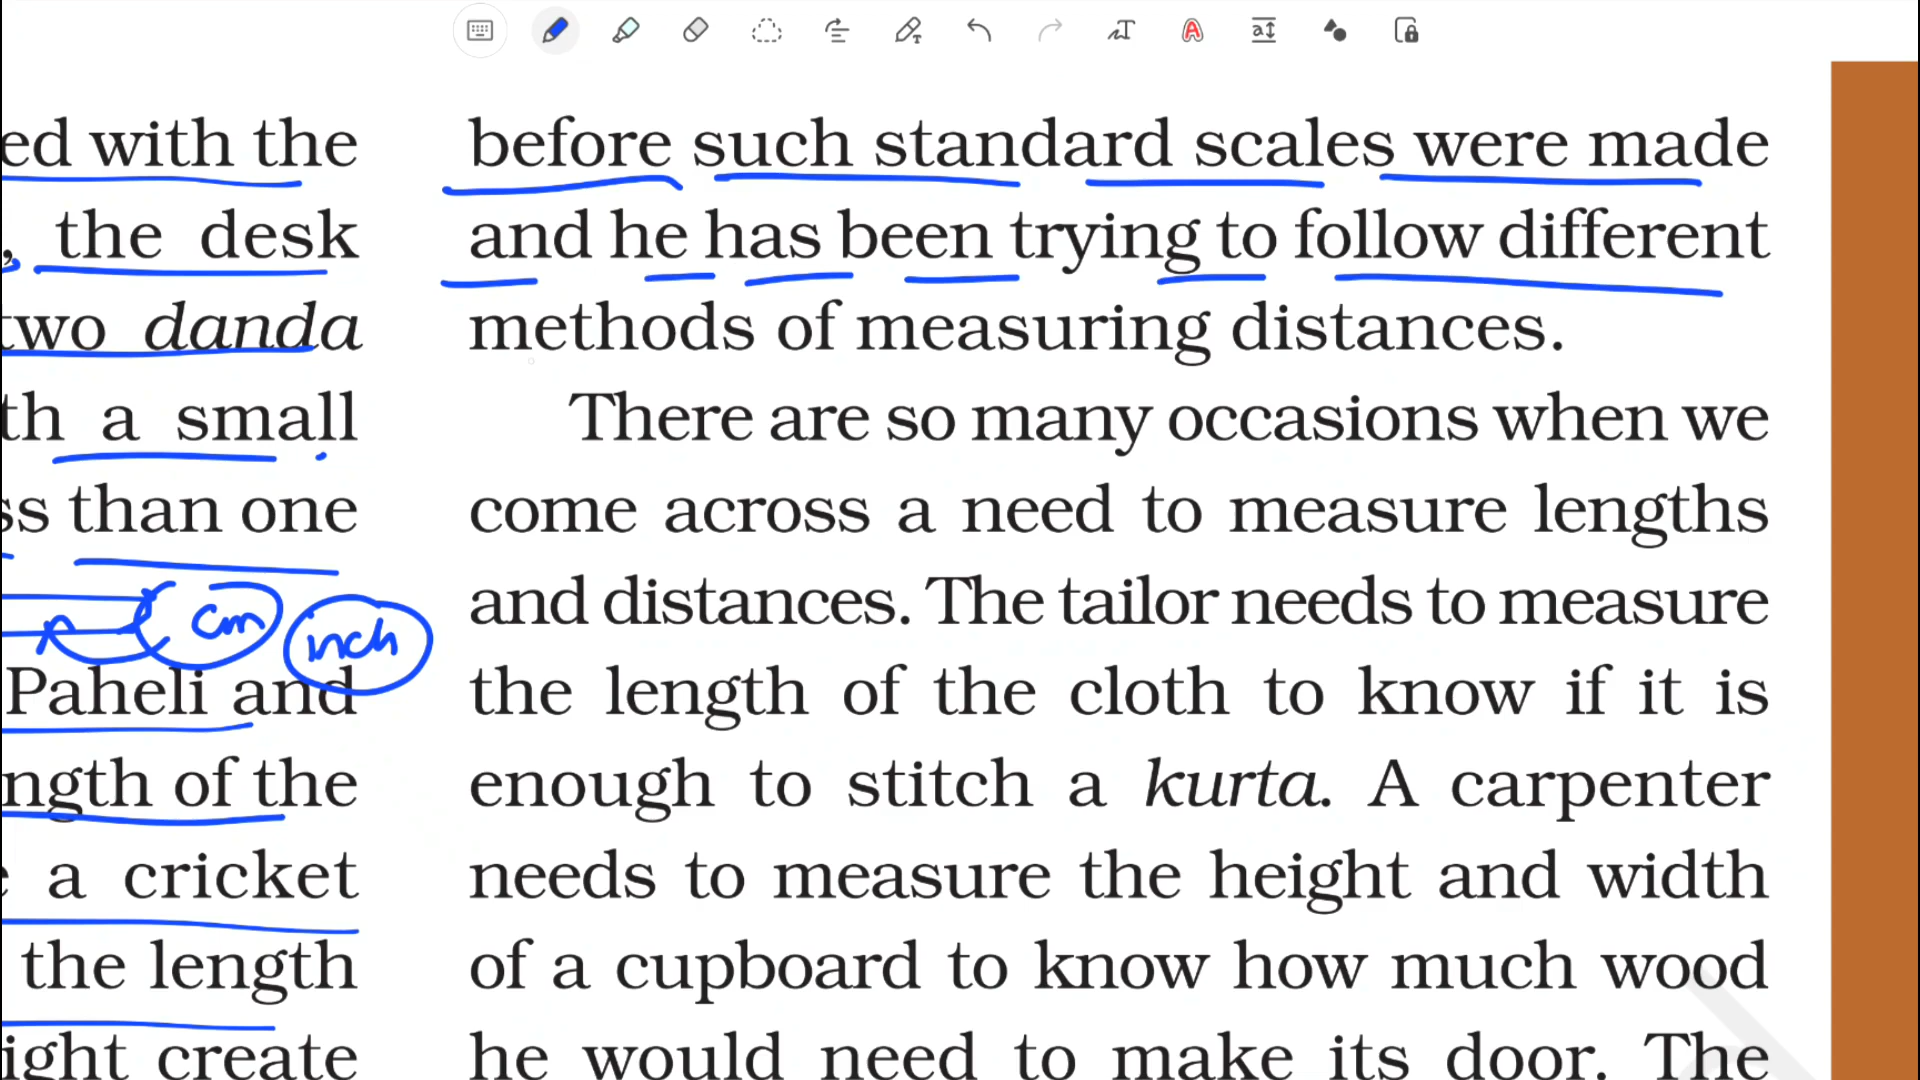 ed with the
, the desk
two danda
th a small
ss than one
cm inch
Paheli and
ngth of the
a cricket
the length
ight create
before such standard scales were made
and he has been trying to follow different
methods of measuring distances.
There are so many occasions when we
come across a need to measure lengths
and distances. The tailor needs to measure
the length of the cloth to know if it is
enough to stitch a kurta. A carpenter
needs to measure the height and width
of a cupboard to know how much wood
he would need to make its door. The